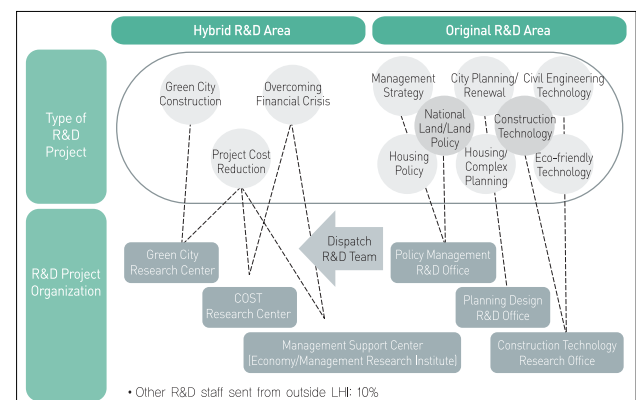 Hybrid R&D Area
Original R&D Area
Type of
R&D
Project
Green City
Construction
Overcoming
Financial Crisis
Project Cost
Reduction
Management
Strategy
City Planning/
Renewal
Civil Engineering
Technology
National
Land/Land
Policy
Construction
Technology
Housing
Policy
Housing/
Complex
Planning
Eco-friendly
Technology
R&D Project
Organization
Dispatch
R&D Team
Green City
Research Center
Policy Management
R&D Office
COST
Research Center
Planning Design
R&D Office
Management Support Center
(Economy/Management Research Institute)
Construction Technology
Research Office
• Other R&D staff sent from outside LHI: 10%